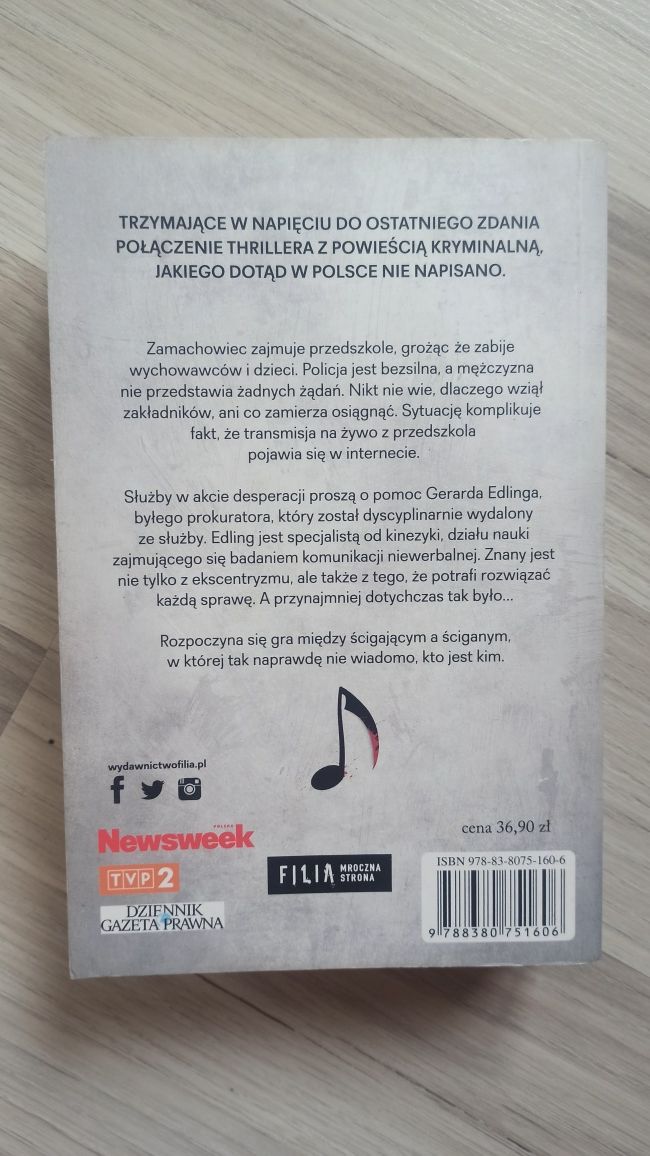 TRZYMAJĄCE W NAPIĘCIU DO OSTATNIEGO ZDANIA
POŁĄCZENIE THRILLERA Z POWIEŚCIĄ KRYMINALNĄ,
JAKIEGO DOTĄD W POLSCE NIE NAPISANO.
Zamachowiec zajmuje przedszkole, grożąc że zabije
wychowawców i dzieci. Policja jest bezsilna, a mężczyzna
nie przedstawia żadnych żądań. Nikt nie wie, dlaczego wziął
zakładników, ani co zamierza osiągnąć. Sytuację komplikuje
fakt, że transmisja na żywo z przedszkola
pojawia się w internecie.
Służby w akcie desperacji proszą o pomoc Gerarda Edlinga,
byłego prokuratora, który został dyscyplinarnie wydalony
ze służby. Edling jest specjalistą od kinezyki, działu nauki
zajmującego się badaniem komunikacji niewerbalnej. Znany jest
nie tylko z ekscentryzmu, ale także z tego, że potrafi rozwiązać
każdą sprawę. A przynajmniej dotychczas tak było...
Rozpoczyna się gra między ścigającym a ściganym,
w której tak naprawdę nie wiadomo, kto jest kim.
wydawnictwofilia.pl
POLSKA
Newsweek
TVP 2
DZIENNIK
GAZETA PRAWNA
FILIA MROCZNA
STRONA
cena 36,90 zł
ISBN 978-83-8075-160-6
9 788380 751606